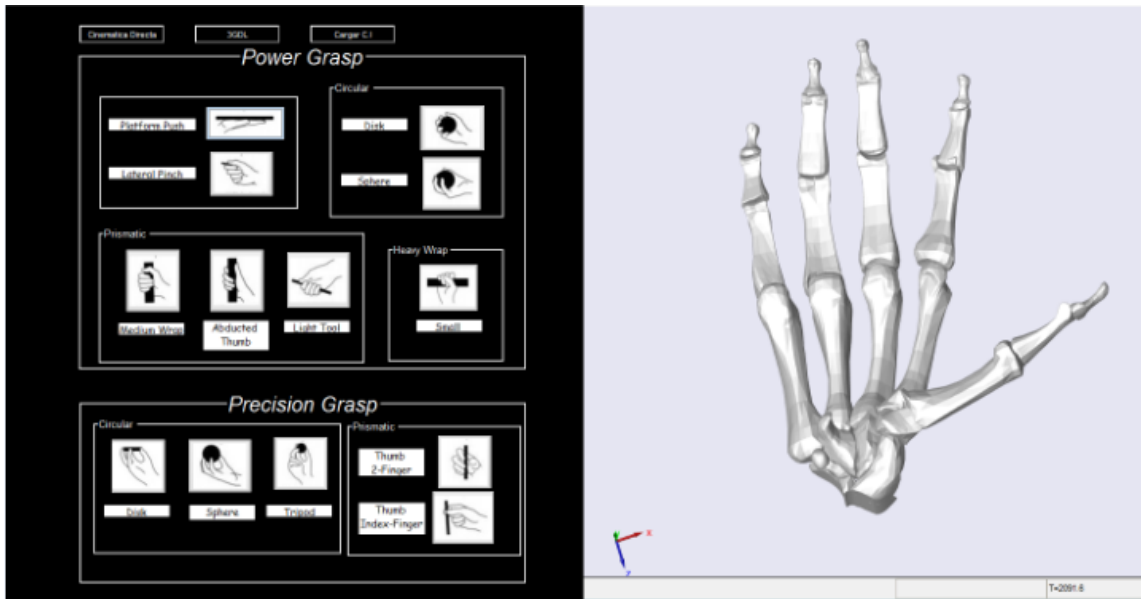 Cinematica Directa
3GDL
Cargar C.I
Power Grasp
Platform Push
Lateral Pinch
Circular
Disk
Sphere
Prismatic
Medium Wrap
Abducted
Thumb
Light Tool
Heavy Wrap
Small
Precision Grasp
Circular
Disk
Sphere
Tripod
Prismatic
Thumb
2-Finger
Thumb
Index-Finger
X
Z
T=2091.6